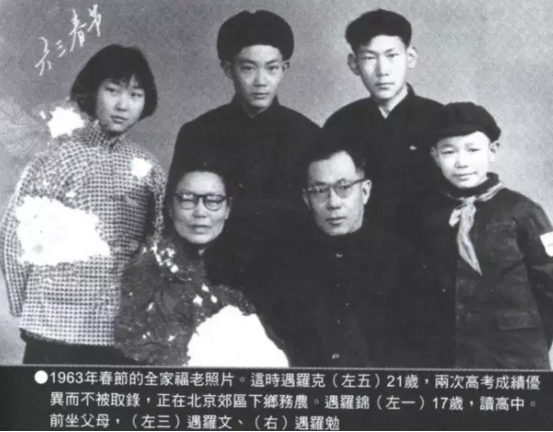 六三春节
●1963年春節的全家福老照片。這時遇羅克（左五）21歲，兩次高考成績優
異而不被取錄，正在北京郊區下鄉務農。遇羅錦（左一）17歲，讀高中。
前坐父母，（左三）遇羅文、（右）遇羅勉